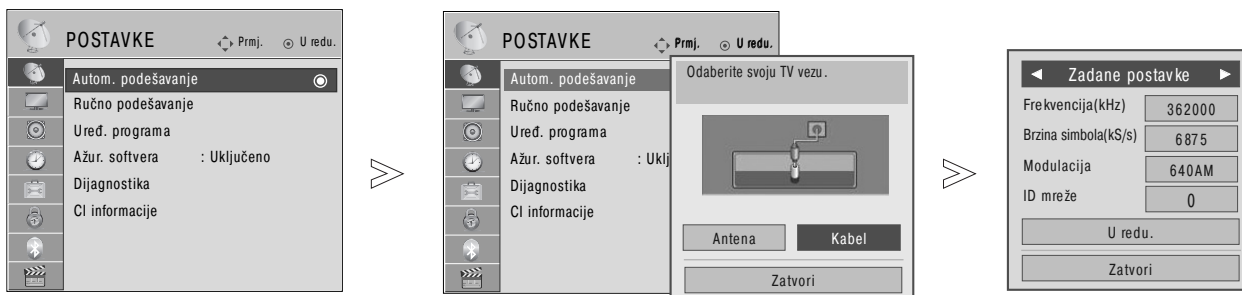 POSTAVKE
Prmj.
U redu.
Autom. podešavanje
Ručno podešavanje
Uređ. programa
Ažur. softvera : Uključeno
Dijagnostika
CI informacije
POSTAVKE
Prmj.
U redu.
Autom. podešavanje
Ručno podešavanje
Uređ. programa
Ažur. softvera : Uklj
Dijagnostika
CI informacije
Odaberite svoju TV vezu.
Antena
Kabel
Zatvori
Zadane postavke
Frekvencija(kHz) 362000
Brzina simbola(kS/s) 6875
Modulacija 640AM
ID mreže 0
U redu.
Zatvori